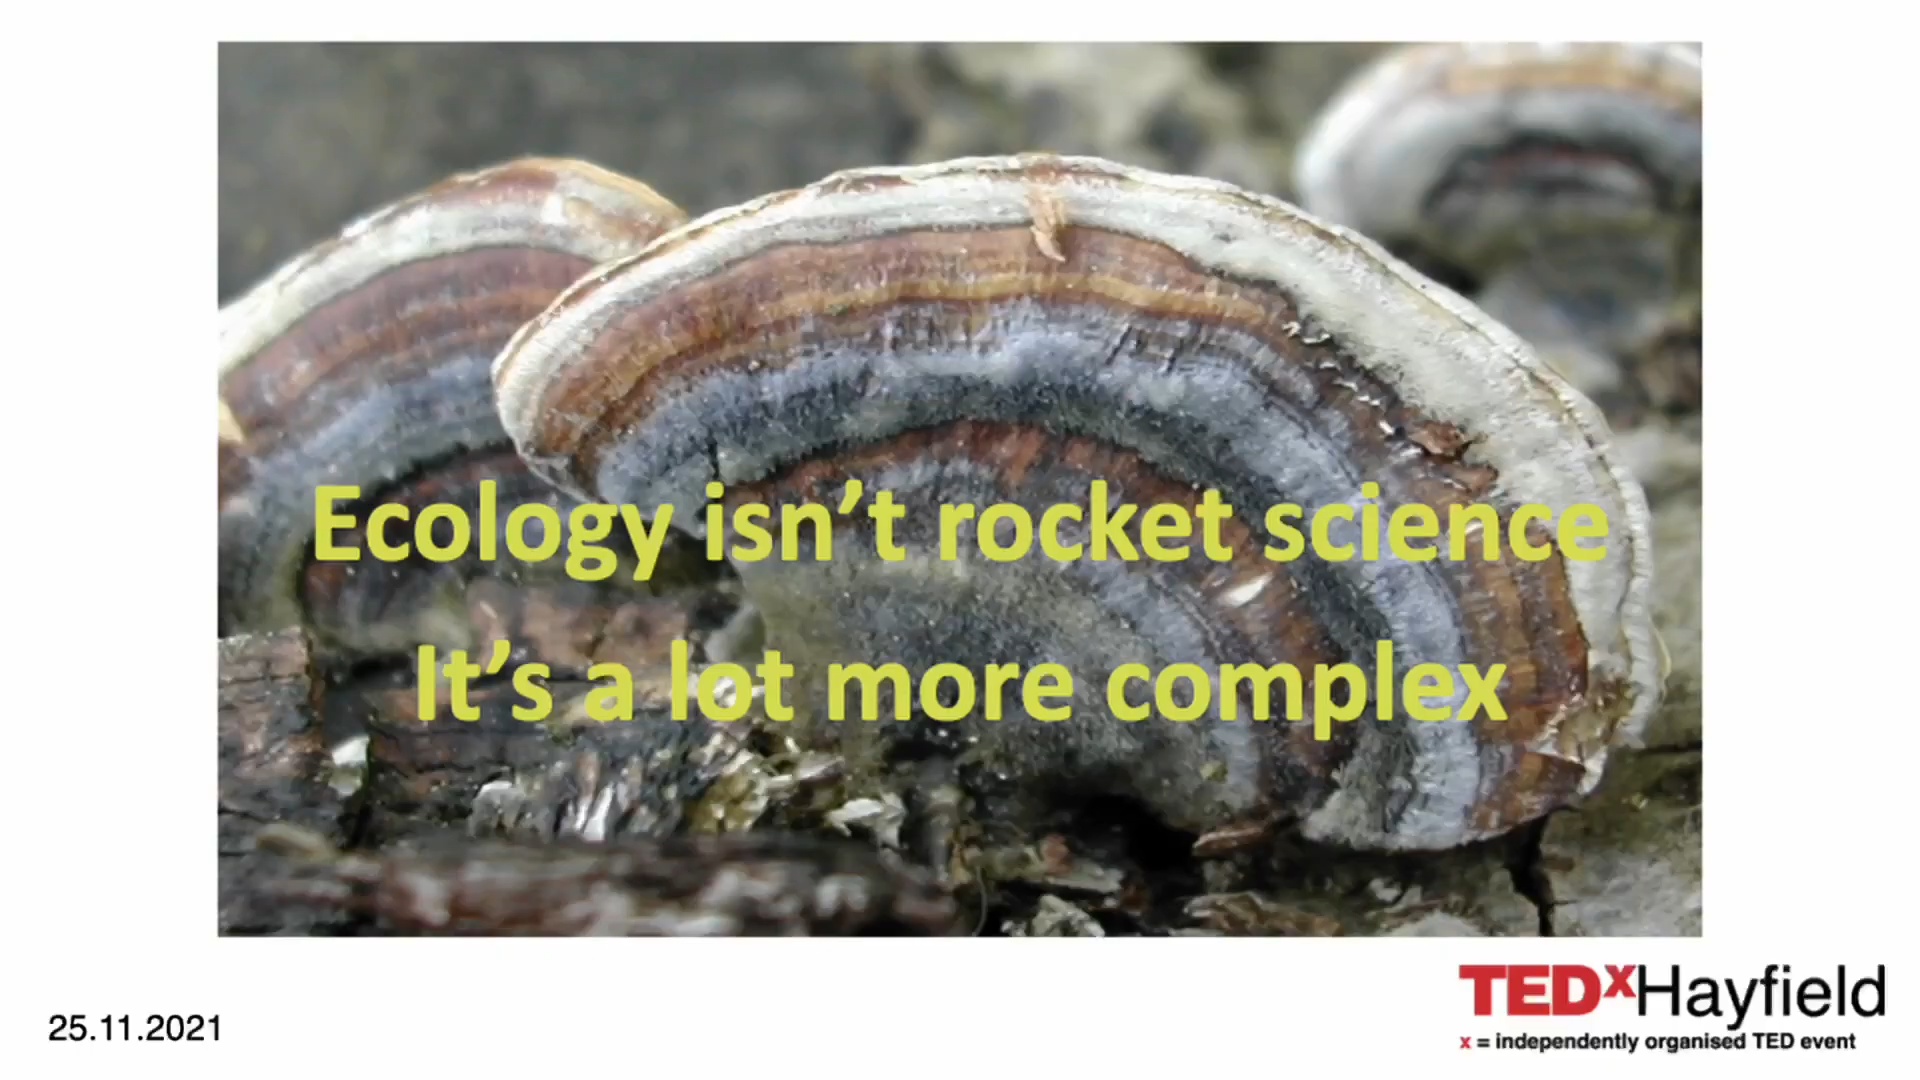 Ecology isn’t rocket science
It’s a lot more complex
25.11.2021
TEDxHayfield
x = independently organised TED event